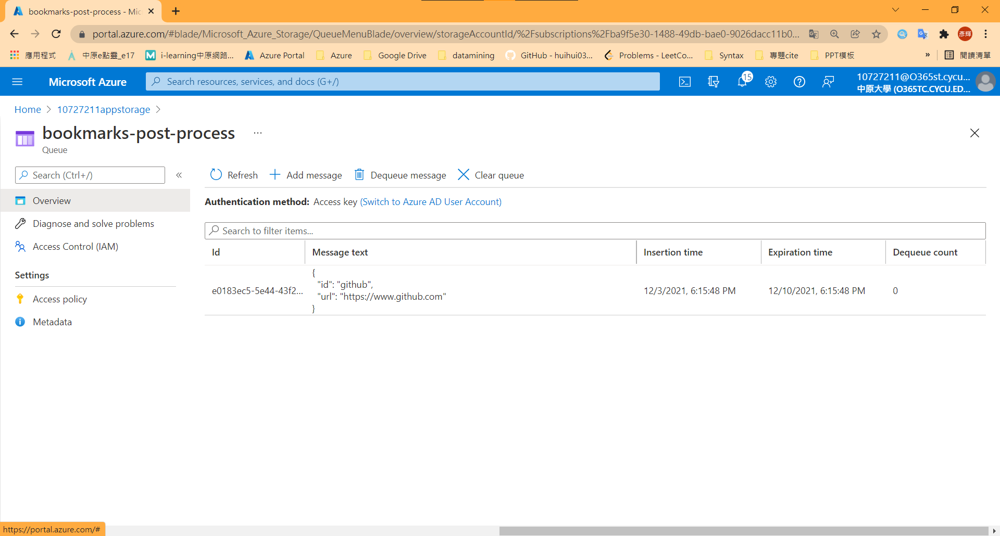 bookmarks-post-process - Mic
portal.azure.com/#blade/Microsoft_Azure_Storage/QueueMenuBlade/overview/storageAccountId/%2Fsubscriptions%2Fba9f5e30-1488-49db-bae0-9026dacc11b0...
彥輝
應用程式 中原e點靈_e17 i-learning中原網路... Azure Portal Azure Google Drive datamining GitHub - huihui03... Problems - LeetCo... Syntax 專題cite PPT模板 » 閱讀清單
Microsoft Azure
Search resources, services, and docs (G+/)
15
10727211@O365st.cycu...
中原大學 (O365TC.CYCU.ED...
Home > 10727211appstorage >
bookmarks-post-process ...
Queue
Search (Ctrl+/) «
Refresh Add message Dequeue message Clear queue
Overview
Diagnose and solve problems
Access Control (IAM)
Settings
Access policy
Metadata
Authentication method: Access key (Switch to Azure AD User Account)
Search to filter items...
Id Message text Insertion time Expiration time Dequeue count
{
e0183ec5-5e44-43f2... "id": "github",
"url": "https://www.github.com"
}
12/3/2021, 6:15:48 PM 12/10/2021, 6:15:48 PM 0
https://portal.azure.com/#